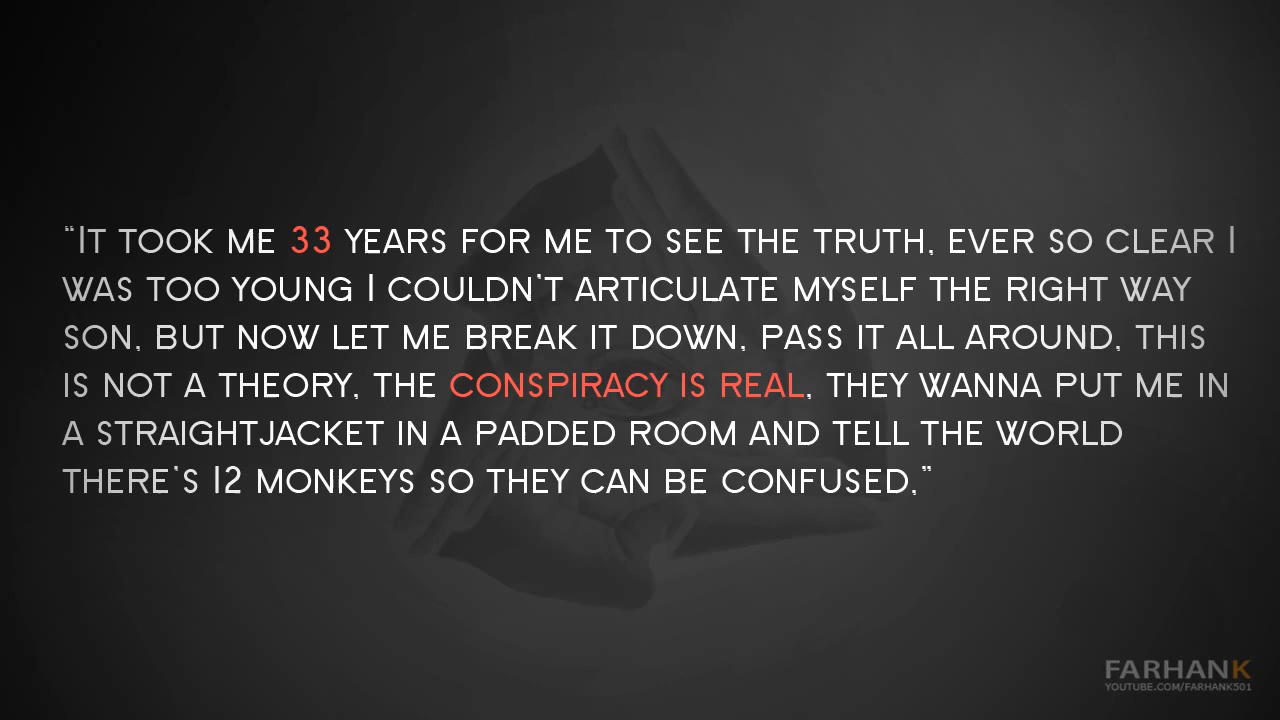 “It took me 33 years for me to see the truth, ever so clear I
was too young I couldn't articulate myself the right way
son, but now let me break it down, pass it all around, this
is not a theory, the conspiracy is real, they wanna put me in
a straightjacket in a padded room and tell the world
there's 12 monkeys so they can be confused,”
FARHANK
YOUTUBE.COM/FARHANK501